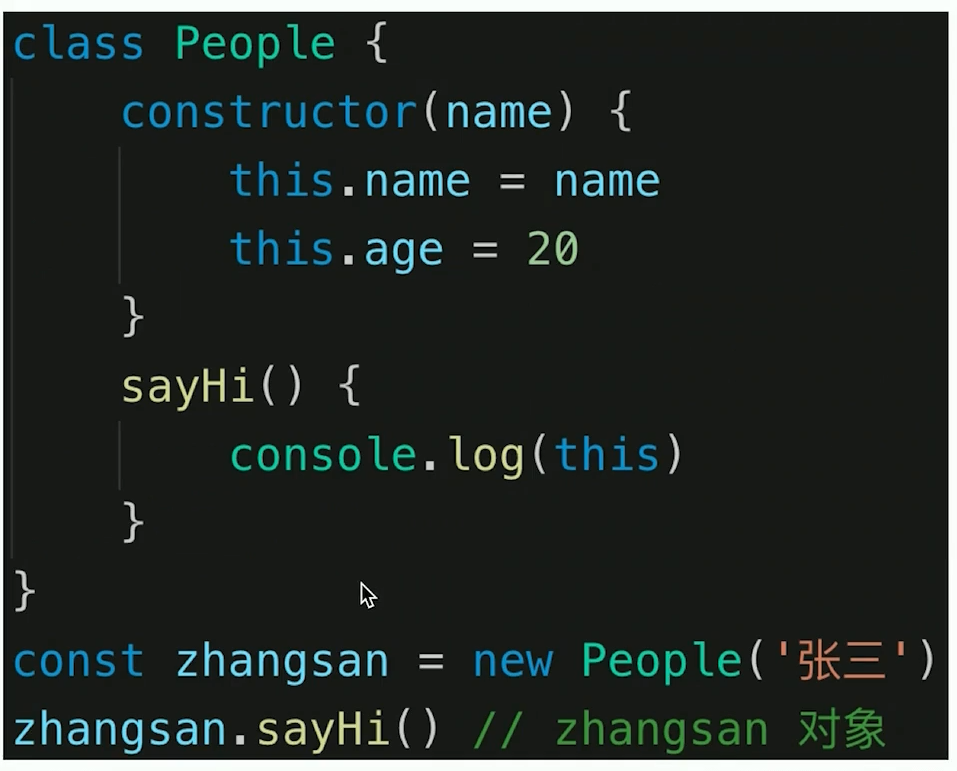 class People {
    constructor(name) {
        this.name = name
        this.age = 20
    }
    sayHi() {
        console.log(this)
    }
}
const zhangsan = new People('张三')
zhangsan.sayHi() // zhangsan 对象